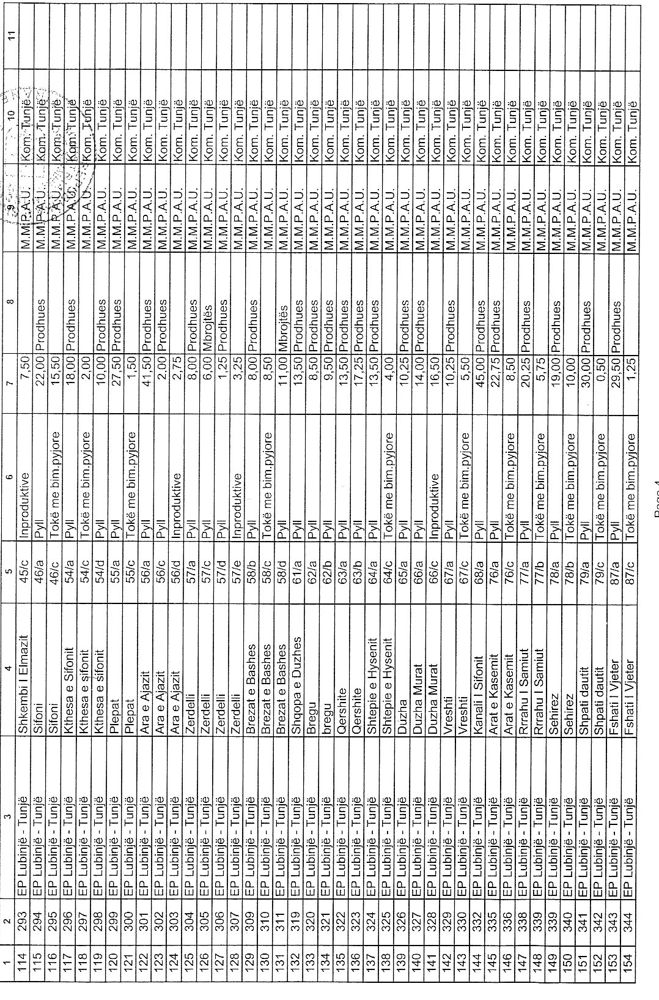 1 2 3 4 5 6 7 8 9 10 11
114 293 EP Lubinjë - Tunjë Shkembi I Elmazit 45/c Inproduktive 7,50 M.M.P.A.U. Kom. Tunjë
115 294 EP Lubinjë - Tunjë Sifoni 46/a Pyll 22,00 Prodhues M.M.P.A.U. Kom. Tunjë
116 295 EP Lubinjë - Tunjë Sifoni 46/c Tokë me bim.pyjore 15,50 M.M.P.A.U. Kom. Tunjë
117 296 EP Lubinjë - Tunjë Kthesa e Sifonit 54/a Pyll 18,00 Prodhues M.M.P.A.U. Kom. Tunjë
118 297 EP Lubinjë - Tunjë Kthesa e sifonit 54/c Tokë me bim.pyjore 2,00 M.M.P.A.U. Kom. Tunjë
119 298 EP Lubinjë - Tunjë Kthesa e sifonit 54/d Pyll 10,00 Prodhues M.M.P.A.U. Kom. Tunjë
120 299 EP Lubinjë - Tunjë Plepat 55/a Pyll 27,50 Prodhues M.M.P.A.U. Kom. Tunjë
121 300 EP Lubinjë - Tunjë Plepat 55/c Tokë me bim.pyjore 1,50 M.M.P.A.U. Kom. Tunjë
122 301 EP Lubinjë - Tunjë Ara e Ajazit 56/a Pyll 41,50 Prodhues M.M.P.A.U. Kom. Tunjë
123 302 EP Lubinjë - Tunjë Ara e Ajazit 56/c Pyll 2,00 Prodhues M.M.P.A.U. Kom. Tunjë
124 303 EP Lubinjë - Tunjë Ara e Ajazit 56/d Inproduktive 2,75 M.M.P.A.U. Kom. Tunjë
125 304 EP Lubinjë - Tunjë Zerdelli 57/a Pyll 8,00 Prodhues M.M.P.A.U. Kom. Tunjë
126 305 EP Lubinjë - Tunjë Zerdelli 57/c Pyll 6,00 Mbrojtës M.M.P.A.U. Kom. Tunjë
127 306 EP Lubinjë - Tunjë Zerdelli 57/d Pyll 1,25 Prodhues M.M.P.A.U. Kom. Tunjë
128 307 EP Lubinjë - Tunjë Zerdelli 57/e Inproduktive 3,25 M.M.P.A.U. Kom. Tunjë
129 309 EP Lubinjë - Tunjë Brezat e Bashes 58/b Pyll 8,00 Prodhues M.M.P.A.U. Kom. Tunjë
130 310 EP Lubinjë - Tunjë Brezat e Bashes 58/c Tokë me bim.pyjore 8,50 M.M.P.A.U. Kom. Tunjë
131 311 EP Lubinjë - Tunjë Brezat e Bashes 58/d Pyll 11,00 Mbrojtës M.M.P.A.U. Kom. Tunjë
132 319 EP Lubinjë - Tunjë Shqopa e Duzhes 61/a Pyll 13,50 Prodhues M.M.P.A.U. Kom. Tunjë
133 320 EP Lubinjë - Tunjë Bregu 62/a Pyll 8,50 Prodhues M.M.P.A.U. Kom. Tunjë
134 321 EP Lubinjë - Tunjë bregu 62/b Pyll 9,50 Prodhues M.M.P.A.U. Kom. Tunjë
135 322 EP Lubinjë - Tunjë Qershite 63/a Pyll 13,50 Prodhues M.M.P.A.U. Kom. Tunjë
136 323 EP Lubinjë - Tunjë Qershite 63/b Pyll 17,25 Prodhues M.M.P.A.U. Kom. Tunjë
137 324 EP Lubinjë - Tunjë Shtepie e Hysenit 64/a Pyll 13,50 Prodhues M.M.P.A.U. Kom. Tunjë
138 325 EP Lubinjë - Tunjë Shtepie e Hysenit 64/c Tokë me bim.pyjore 4,00 M.M.P.A.U. Kom. Tunjë
139 326 EP Lubinjë - Tunjë Duzha 65/a Pyll 10,25 Prodhues M.M.P.A.U. Kom. Tunjë
140 327 EP Lubinjë - Tunjë Duzha Murat 66/a Pyll 14,00 Prodhues M.M.P.A.U. Kom. Tunjë
141 328 EP Lubinjë - Tunjë Duzha Murat 66/c Inproduktive 16,50 M.M.P.A.U. Kom. Tunjë
142 329 EP Lubinjë - Tunjë Vreshti 67/a Pyll 10,25 Prodhues M.M.P.A.U. Kom. Tunjë
143 330 EP Lubinjë - Tunjë Vreshti 67/c Tokë me bim.pyjore 5,50 M.M.P.A.U. Kom. Tunjë
144 332 EP Lubinjë - Tunjë Kanali I Sifonit 68/a Pyll 45,00 Prodhues M.M.P.A.U. Kom. Tunjë
145 335 EP Lubinjë - Tunjë Arat e Kasemit 76/a Pyll 22,75 Prodhues M.M.P.A.U. Kom. Tunjë
146 336 EP Lubinjë - Tunjë Arat e Kasemit 76/c Tokë me bim.pyjore 8,50 M.M.P.A.U. Kom. Tunjë
147 338 EP Lubinjë - Tunjë Rrrahu I Samiut 77/a Pyll 20,25 Prodhues M.M.P.A.U. Kom. Tunjë
148 339 EP Lubinjë - Tunjë Rrrahu I Samiut 77/b Tokë me bim.pyjore 5,75 M.M.P.A.U. Kom. Tunjë
149 339 EP Lubinjë - Tunjë Sehirez 78/a Pyll 19,00 Prodhues M.M.P.A.U. Kom. Tunjë
150 340 EP Lubinjë - Tunjë Sehirez 78/b Tokë me bim.pyjore 10,00 M.M.P.A.U. Kom. Tunjë
151 341 EP Lubinjë - Tunjë Shpati dautit 79/a Pyll 30,00 Prodhues M.M.P.A.U. Kom. Tunjë
152 342 EP Lubinjë - Tunjë Shpati dautit 79/c Tokë me bim.pyjore 0,50 M.M.P.A.U. Kom. Tunjë
153 343 EP Lubinjë - Tunjë Fshati I Vjeter 87/a Pyll 29,50 Prodhues M.M.P.A.U. Kom. Tunjë
154 344 EP Lubinjë - Tunjë Fshati I Vjeter 87/c Tokë me bim.pyjore 1,25 M.M.P.A.U. Kom. Tunjë